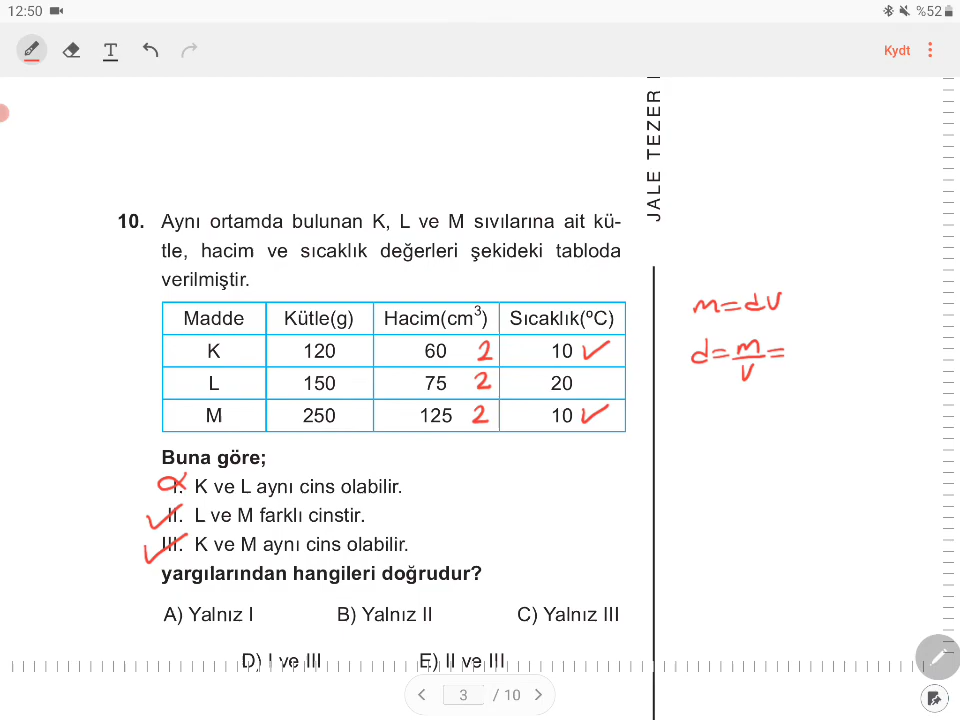 12:50 %52
T Kydt
JALE TEZER
10. Aynı ortamda bulunan K, L ve M sıvılarına ait kü-
tle, hacim ve sıcaklık değerleri şekideki tabloda
verilmiştir.
Madde Kütle(g) Hacim(cm³) Sıcaklık(ºC)
K 120 60 2 10 ✓
L 150 75 2 20
M 250 125 2 10 ✓
m=dV
d=m/V=
Buna göre;
I. K ve L aynı cins olabilir.
II. L ve M farklı cinstir.
III. K ve M aynı cins olabilir.
yargılarından hangileri doğrudur?
A) Yalnız I B) Yalnız II C) Yalnız III
D) I ve III E) II ve III
3 / 10